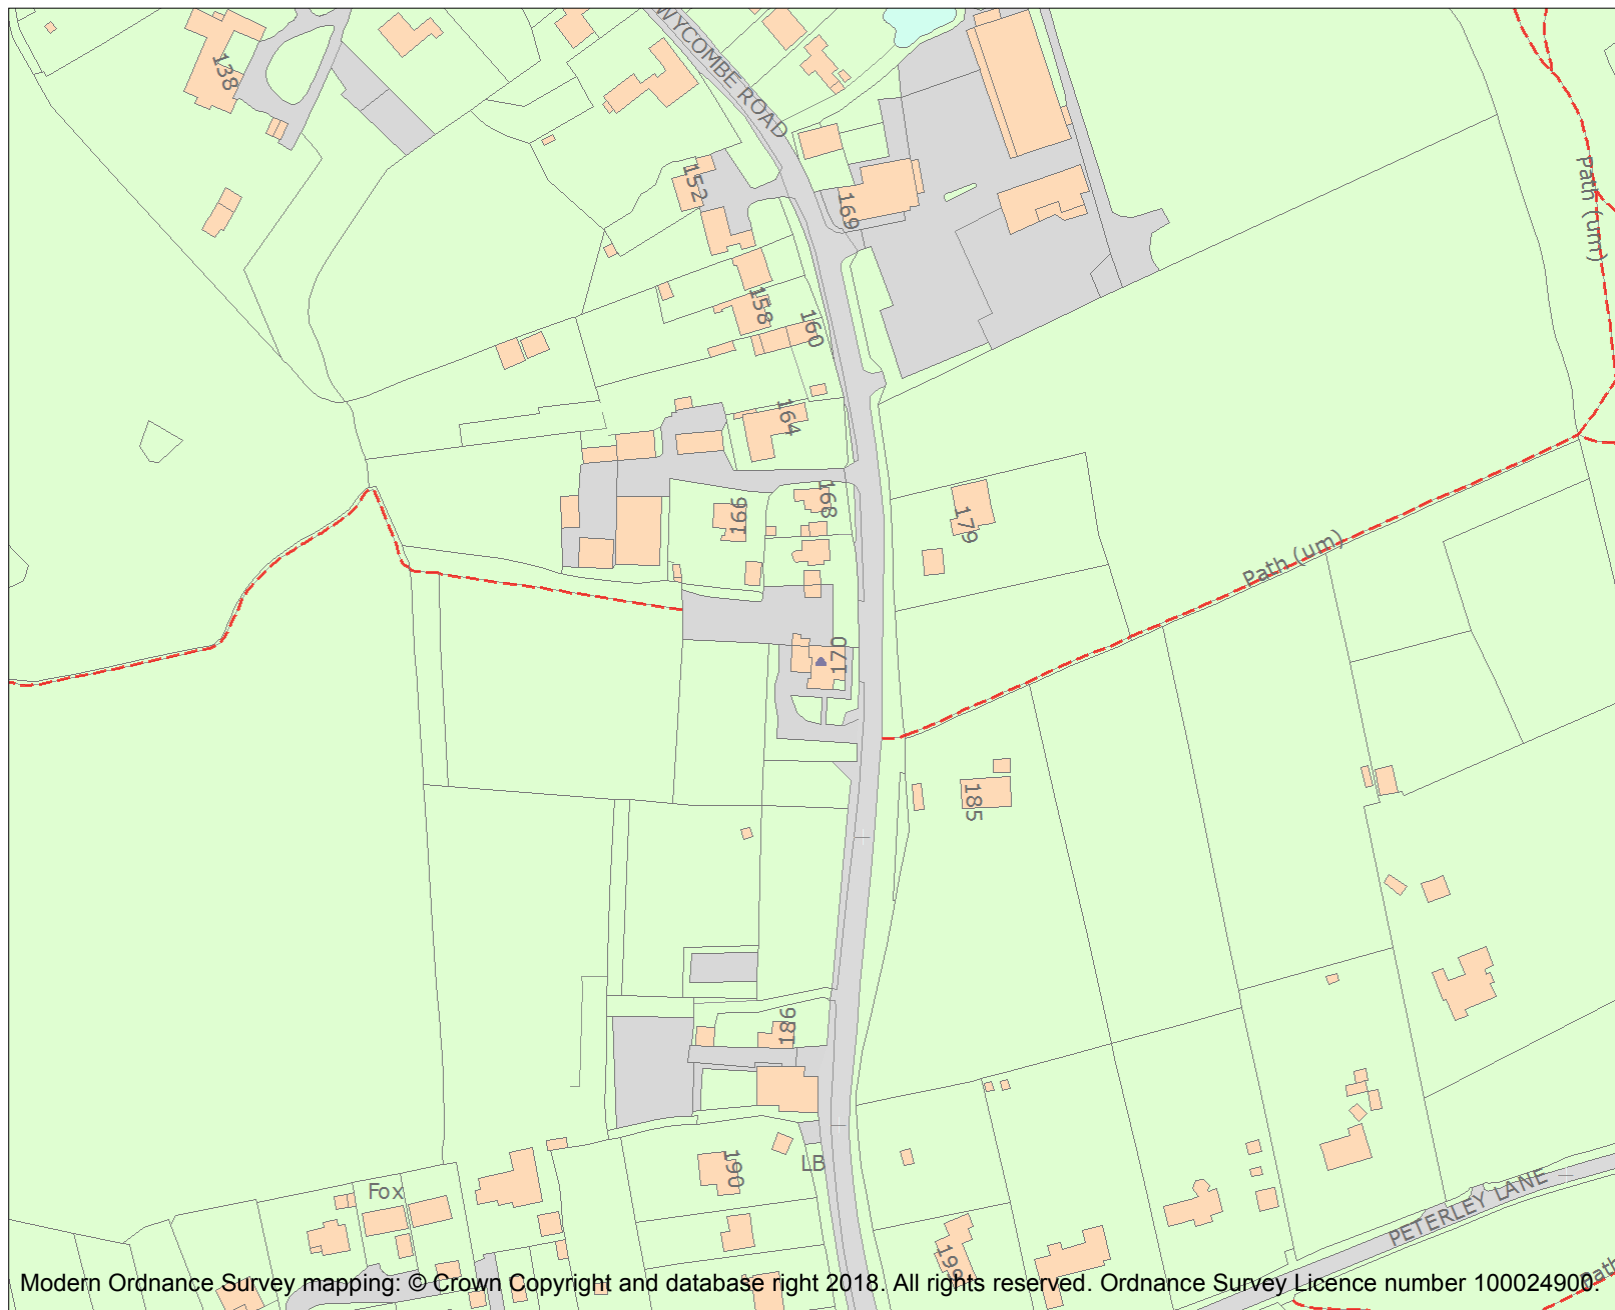 WYCOMBE ROAD
138
152
169
Path (um)
158
160
164
166
168
179
Path (um)
170
185
186
190
LB
Fox
199
PETERLEY LANE
Path
Modern Ordnance Survey mapping: © Crown Copyright and database right 2018. All rights reserved. Ordnance Survey Licence number 100024900.